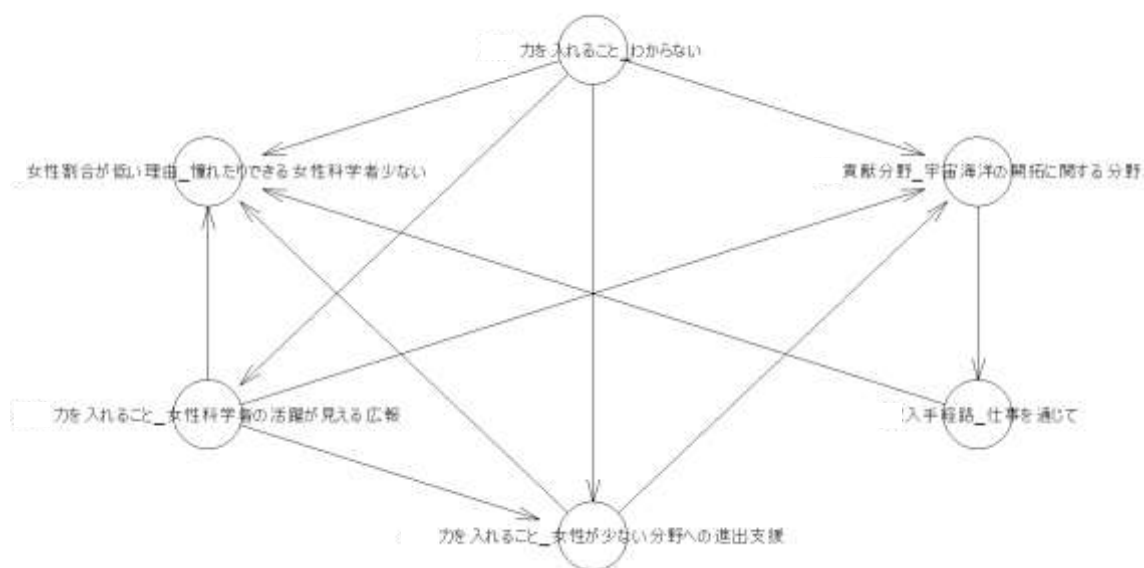 力を入れること_わからない
女性割合が低い理由_憧れたりできる女性科学者少ない
貢献分野_宇宙海洋の開拓に関する分野
力を入れること_女性科学者の活躍が見える広報
入手経路_仕事を通じて
力を入れること_女性が少ない分野への進出支援